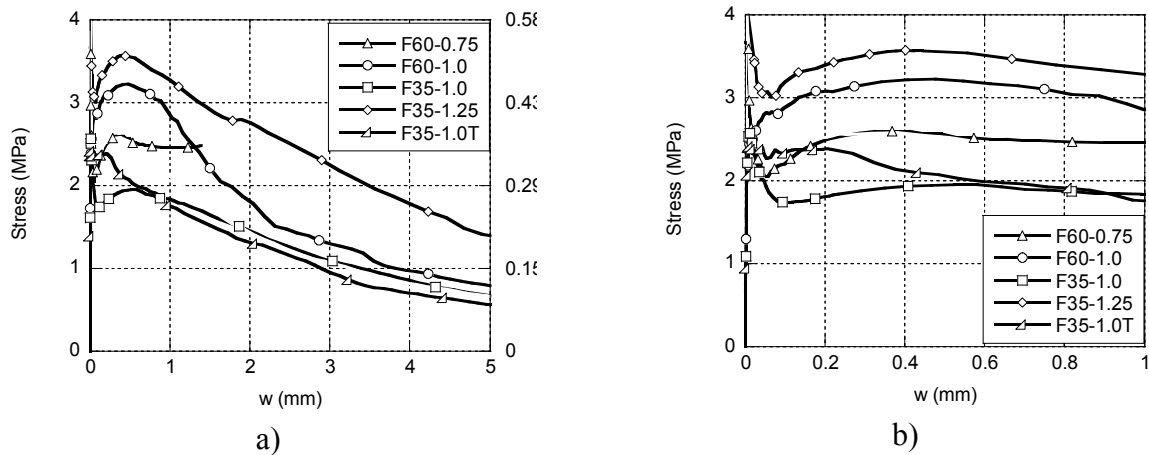 4
3
2
1
0
Stress (MPa)
0.58
0.43
0.29
0.15
0
F60-0.75
F60-1.0
F35-1.0
F35-1.25
F35-1.0T
0 1 2 3 4 5
w (mm)
a)
4
3
2
1
0
Stress (MPa)
F60-0.75
F60-1.0
F35-1.0
F35-1.25
F35-1.0T
0 0.2 0.4 0.6 0.8 1
w (mm)
b)